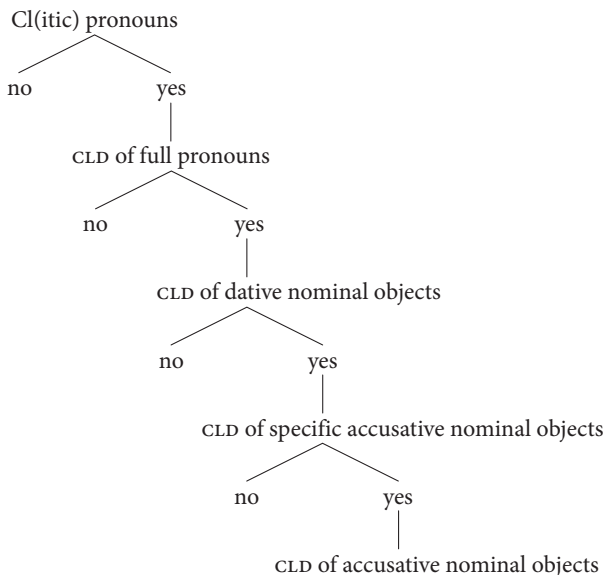 Cl(itic) pronouns
no yes
CLD of full pronouns
no yes
CLD of dative nominal objects
no yes
CLD of specific accusative nominal objects
no yes
CLD of accusative nominal objects